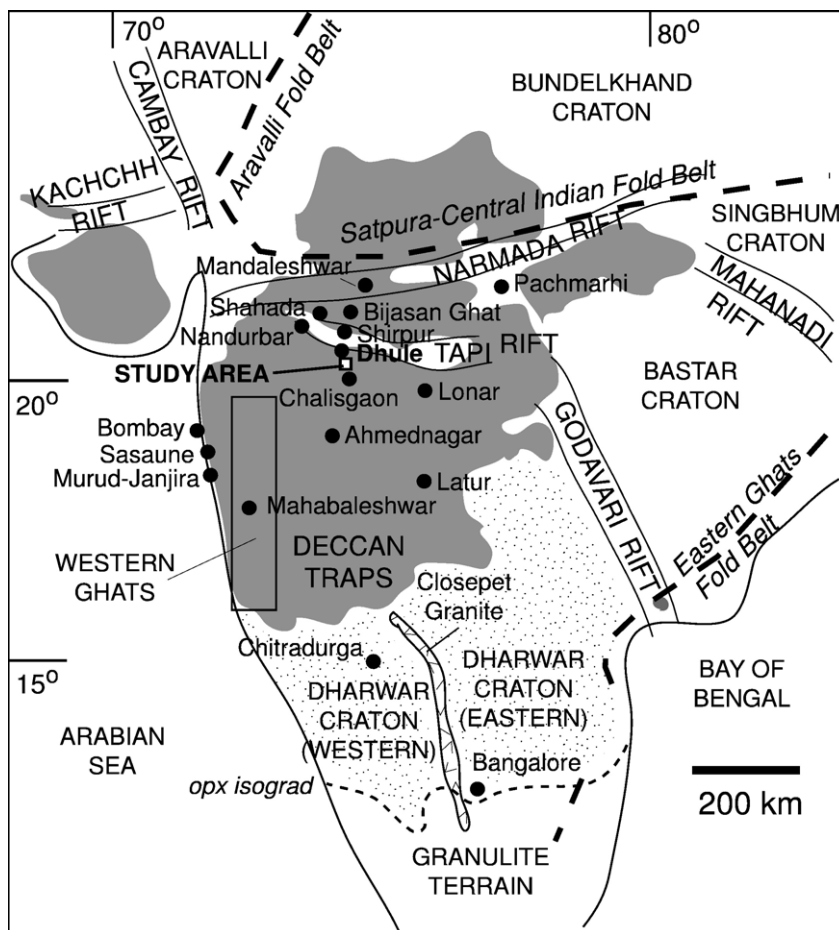 70°
80°
ARAVALLI
CRATON
CAMBAY RIFT
Aravalli Fold Belt
BUNDELKHAND
CRATON
KACHCHH
RIFT
Satpura-Central Indian Fold Belt
SINGBHUM
CRATON
NARMADA RIFT
MAHANADI
RIFT
Mandaleshwar
Pachmarhi
Shahada
Bijasan Ghat
Nandurbar
Shirpur
Dhule
TAPI RIFT
STUDY AREA
20°
Chalisgaon
Lonar
BASTAR
CRATON
Bombay
Ahmednagar
Sasaune
Murud-Janjira
Latur
Mahabaleshwar
GODAVARI RIFT
Eastern Ghats
Fold Belt
WESTERN
GHATS
DECCAN
TRAPS
Closepet
Granite
Chitradurga
15°
DHARWAR
CRATON
(WESTERN)
DHARWAR
CRATON
(EASTERN)
BAY OF
BENGAL
ARABIAN
SEA
Bangalore
opx isograd
200 km
GRANULITE
TERRAIN